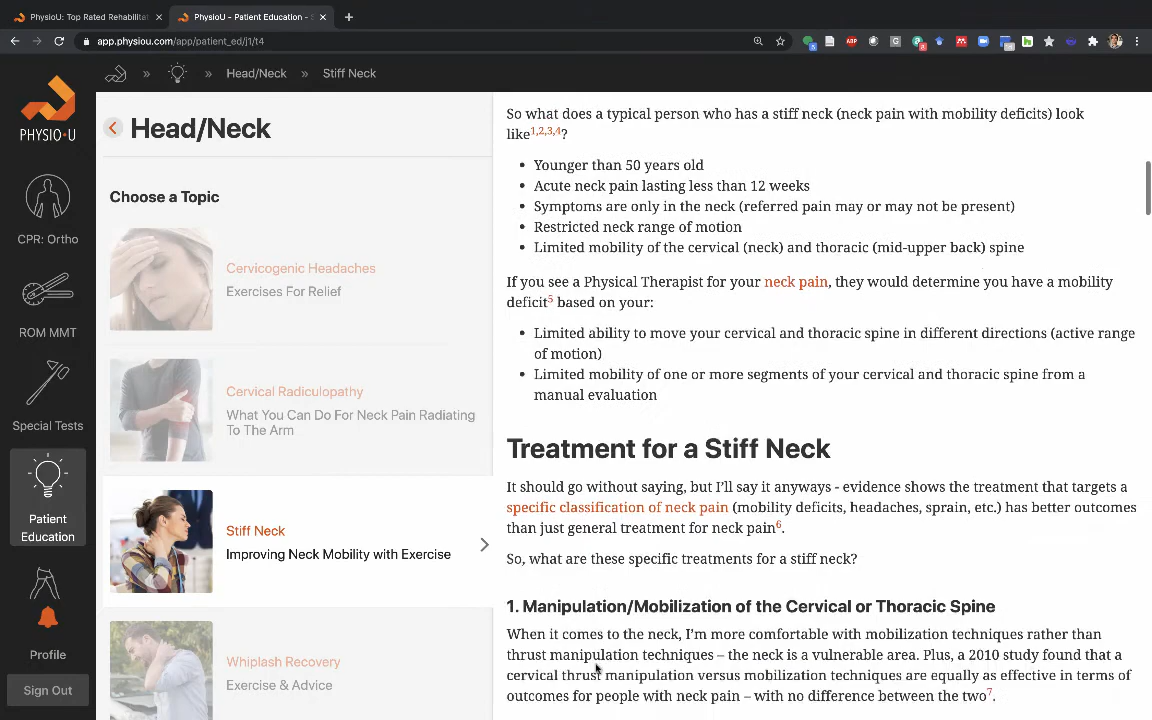 PhysioU: Top Rated Rehabilita
PhysioU - Patient Education - S
app.physiou.com/app/patient_ed/j1/t4
Head/Neck » Stiff Neck
PHYSIO·U
CPR: Ortho
ROM MMT
Special Tests
Patient
Education
Profile
Sign Out
Head/Neck
Choose a Topic
Cervicogenic Headaches
Exercises For Relief
Cervical Radiculopathy
What You Can Do For Neck Pain Radiating
To The Arm
Stiff Neck
Improving Neck Mobility with Exercise
Whiplash Recovery
Exercise & Advice
So what does a typical person who has a stiff neck (neck pain with mobility deficits) look
like1,2,3,4?
• Younger than 50 years old
• Acute neck pain lasting less than 12 weeks
• Symptoms are only in the neck (referred pain may or may not be present)
• Restricted neck range of motion
• Limited mobility of the cervical (neck) and thoracic (mid-upper back) spine
If you see a Physical Therapist for your neck pain, they would determine you have a mobility
deficit5 based on your:
• Limited ability to move your cervical and thoracic spine in different directions (active range
of motion)
• Limited mobility of one or more segments of your cervical and thoracic spine from a
manual evaluation
Treatment for a Stiff Neck
It should go without saying, but I'll say it anyways - evidence shows the treatment that targets a
specific classification of neck pain (mobility deficits, headaches, sprain, etc.) has better outcomes
than just general treatment for neck pain6.
So, what are these specific treatments for a stiff neck?
1. Manipulation/Mobilization of the Cervical or Thoracic Spine
When it comes to the neck, I'm more comfortable with mobilization techniques rather than
thrust manipulation techniques – the neck is a vulnerable area. Plus, a 2010 study found that a
cervical thrust manipulation versus mobilization techniques are equally as effective in terms of
outcomes for people with neck pain – with no difference between the two7.